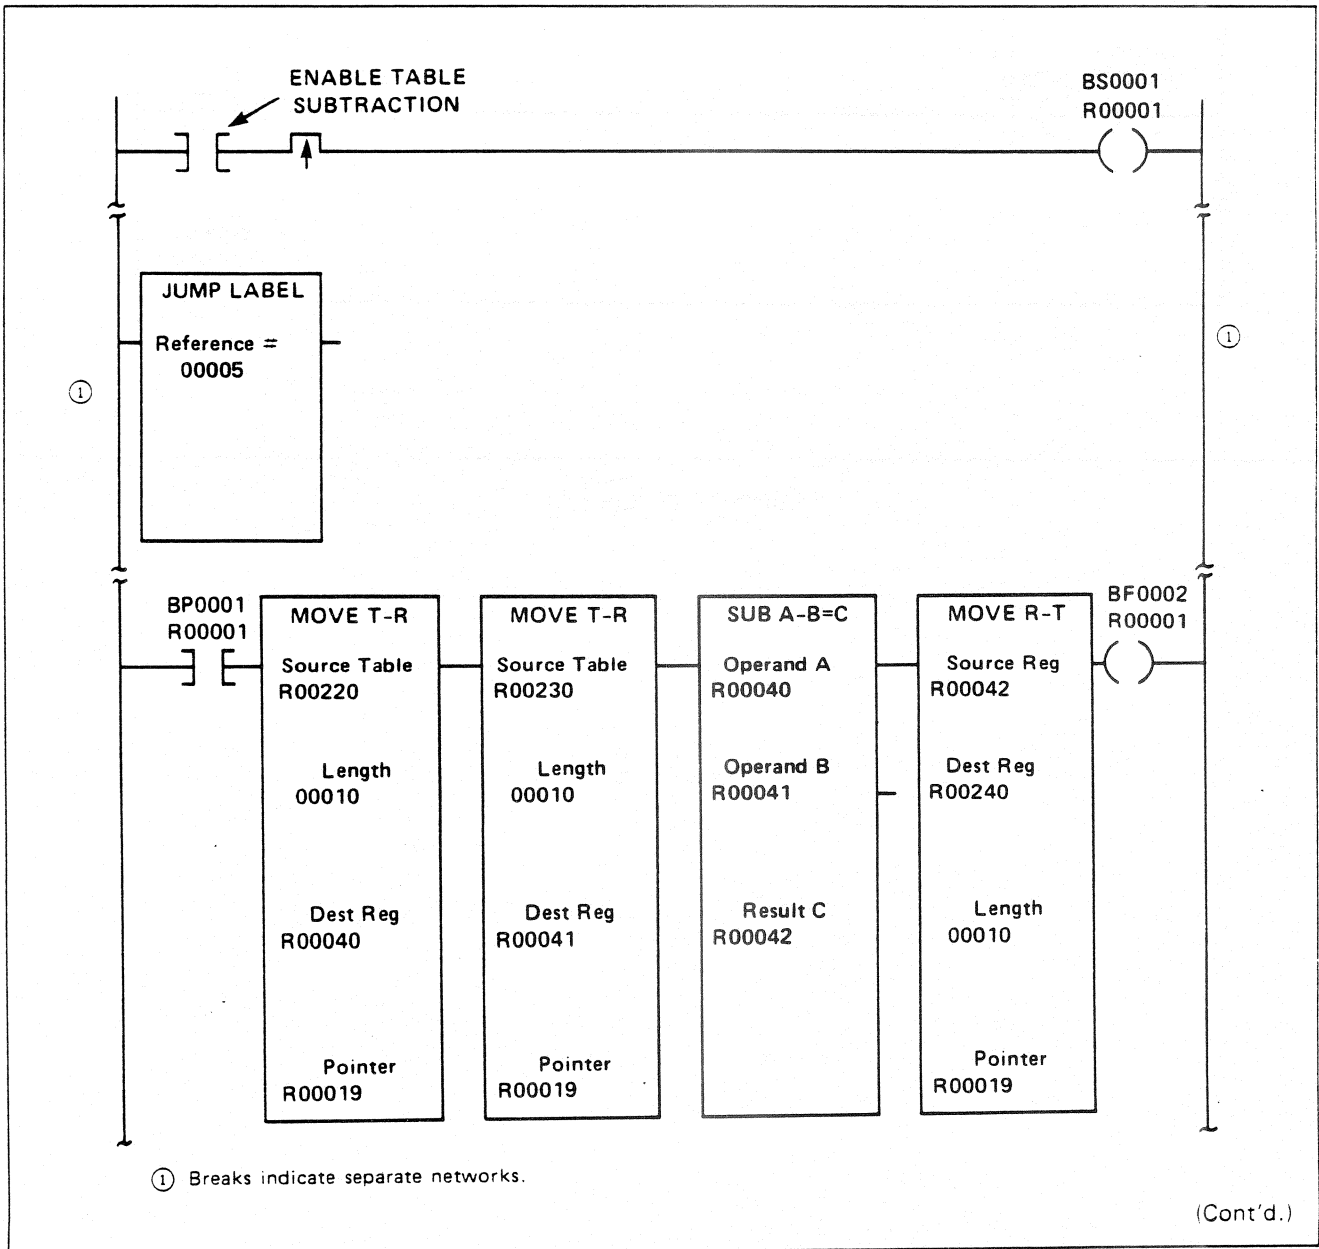 ENABLE TABLE
SUBTRACTION
BS0001
R00001
JUMP LABEL
Reference =
00005
①
①
BP0001
R00001
MOVE T-R
Source Table
R00220
Length
00010
Dest Reg
R00040
Pointer
R00019
MOVE T-R
Source Table
R00230
Length
00010
Dest Reg
R00041
Pointer
R00019
SUB A-B=C
Operand A
R00040
Operand B
R00041
Result C
R00042
MOVE R-T
Source Reg
R00042
Dest Reg
R00240
Length
00010
Pointer
R00019
BF0002
R00001
① Breaks indicate separate networks.
(Cont'd.)